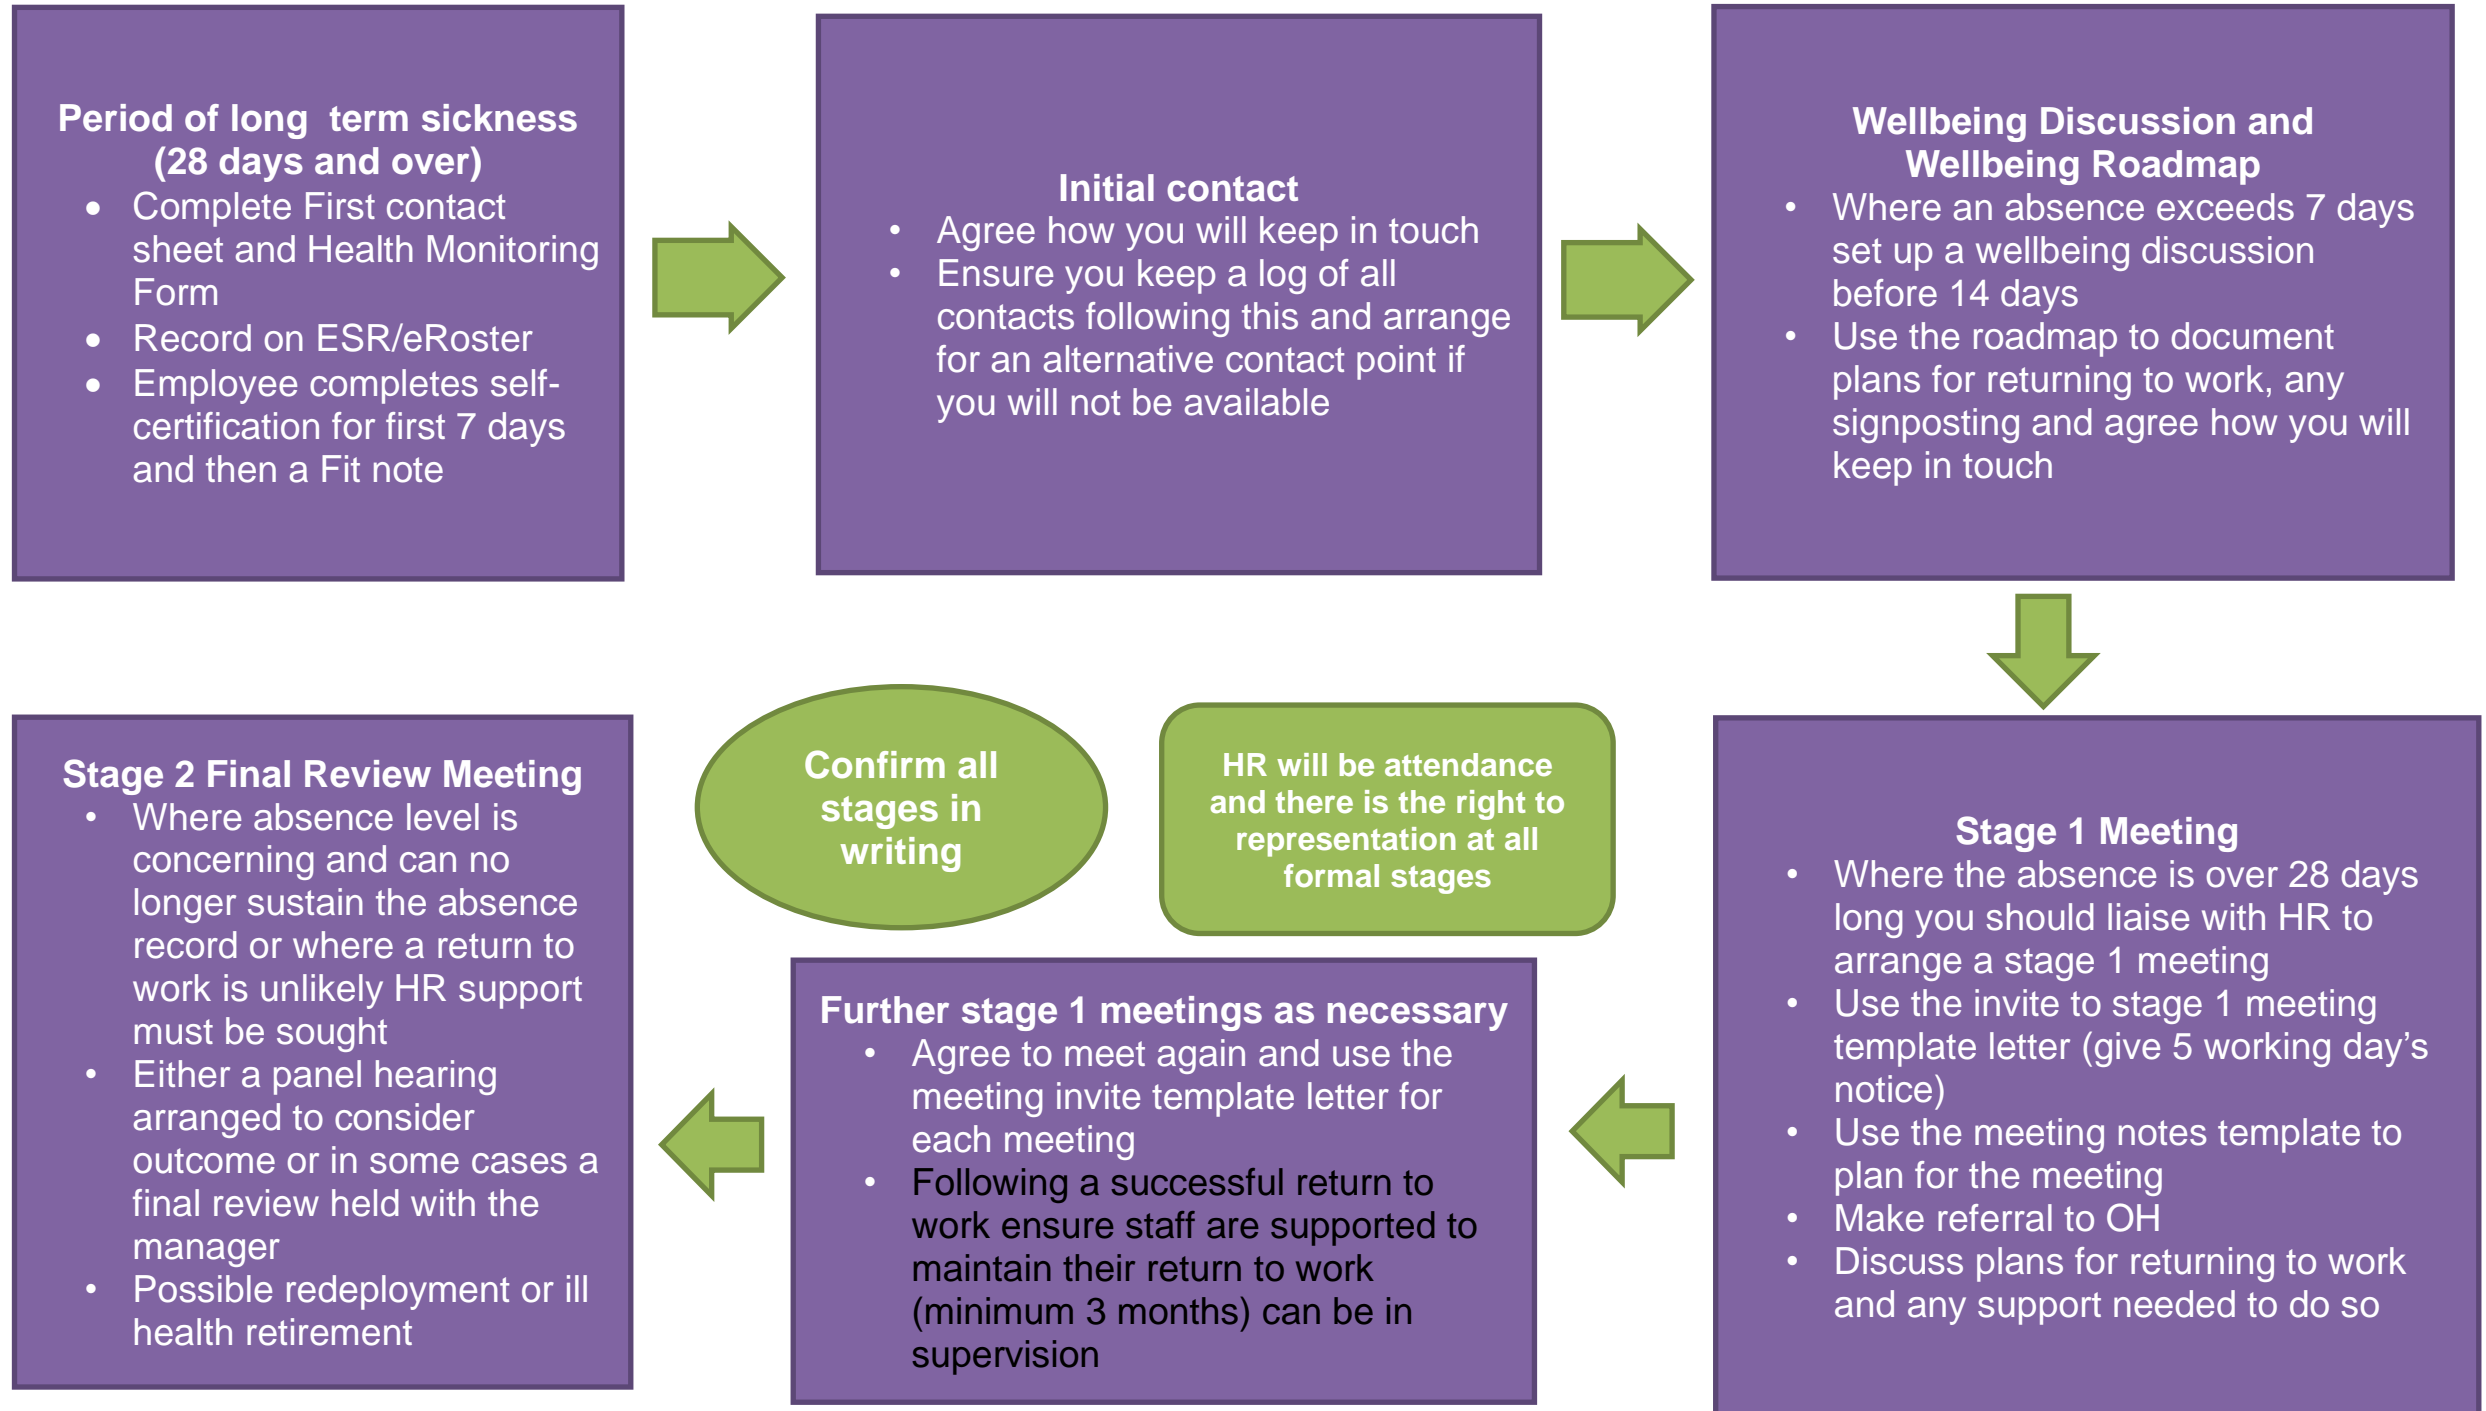 Period of long  term sickness
(28 days and over)
• Complete First contact
sheet and Health Monitoring
Form
• Record on ESR/eRoster
• Employee completes self-
certification for first 7 days
and then a Fit note
Initial contact
• Agree how you will keep in touch
• Ensure you keep a log of all
contacts following this and arrange
for an alternative contact point if
you will not be available
Wellbeing Discussion and
Wellbeing Roadmap
• Where an absence exceeds 7 days
set up a wellbeing discussion
before 14 days
• Use the roadmap to document
plans for returning to work, any
signposting and agree how you will
keep in touch
Stage 1 Meeting
• Where the absence is over 28 days
long you should liaise with HR to
arrange a stage 1 meeting
• Use the invite to stage 1 meeting
template letter (give 5 working day’s
notice)
• Use the meeting notes template to
plan for the meeting
• Make referral to OH
• Discuss plans for returning to work
and any support needed to do so
Further stage 1 meetings as necessary
• Agree to meet again and use the
meeting invite template letter for
each meeting
• Following a successful return to
work ensure staff are supported to
maintain their return to work
(minimum 3 months) can be in
supervision
Stage 2 Final Review Meeting
• Where absence level is
concerning and can no
longer sustain the absence
record or where a return to
work is unlikely HR support
must be sought
• Either a panel hearing
arranged to consider
outcome or in some cases a
final review held with the
manager
• Possible redeployment or ill
health retirement
Confirm all
stages in
writing
HR will be attendance
and there is the right to
representation at all
formal stages